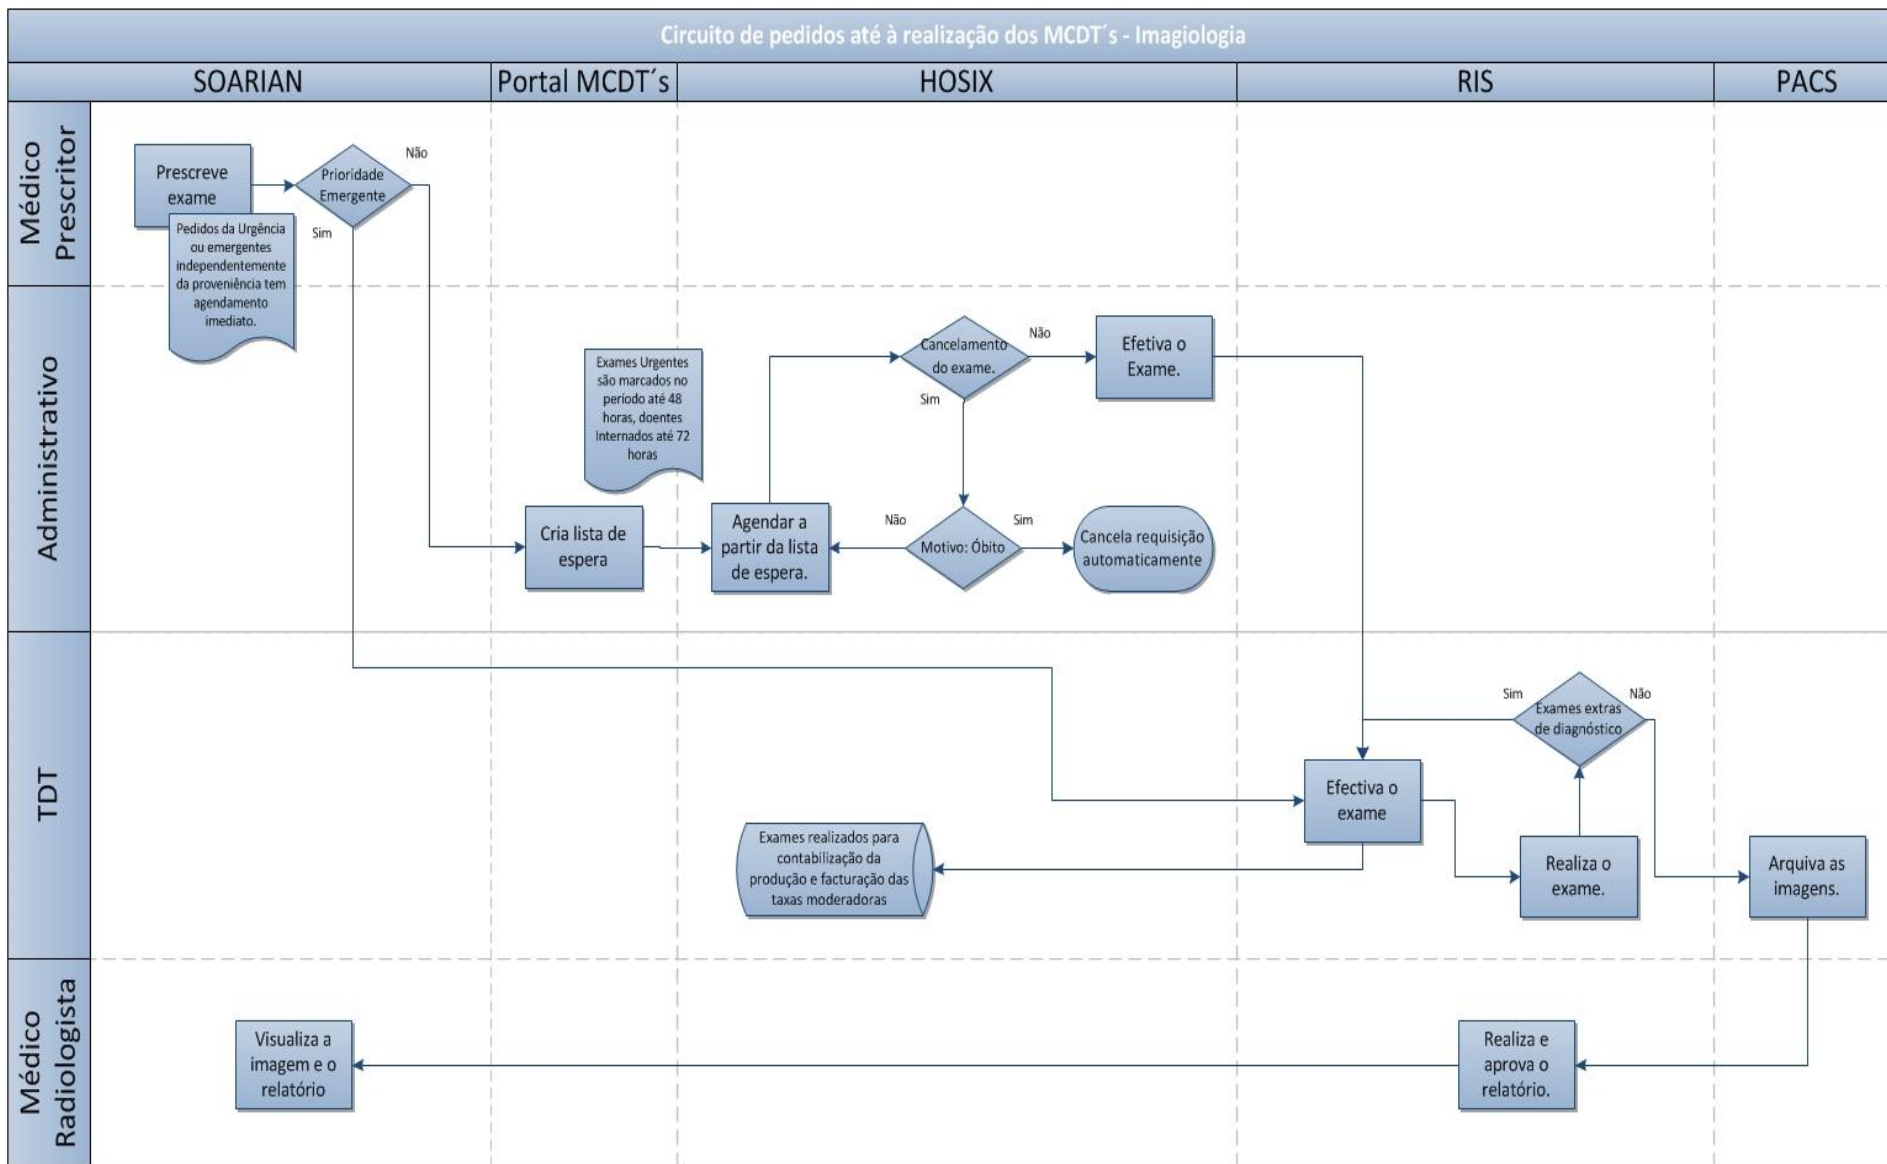 Circuito de pedidos até à realização dos MCDT´s - Imagiologia
SOARIAN
Portal MCDT´s
HOSIX
RIS
PACS
Médico
Prescritor
Prescreve
exame
Pedidos da Urgência
ou emergentes
independentemente
da proveniência tem
agendamento
imediato.
Prioridade
Emergente
Não
Sim
Administrativo
Exames Urgentes
são marcados no
período até 48
horas, doentes
Internados até 72
horas
Cria lista de
espera
Agendar a
partir da lista
de espera.
Cancelamento
do exame.
Não
Sim
Efetiva o
Exame.
Não
Motivo: Óbito
Sim
Cancela requisição
automaticamente
TDT
Exames realizados para
contabilização da
produção e facturação das
taxas moderadoras
Efectiva o
exame
Sim
Exames extras
de diagnóstico
Não
Realiza o
exame.
Arquiva as
imagens.
Médico
Radiologista
Visualiza a
imagem e o
relatório
Realiza e
aprova o
relatório.